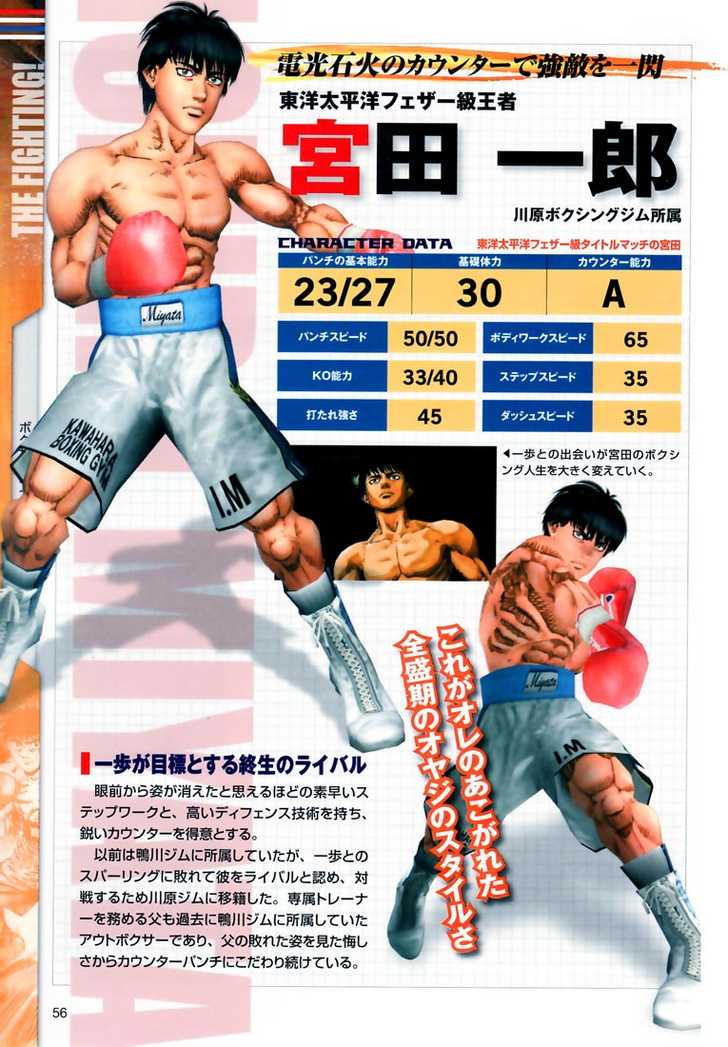 THE FIGHTING!
電光石火のカウンターで強敵を一閃
東洋太平洋フェザー級王者
宮田 一郎
川原ボクシングジム所属
CHARACTER DATA
東洋太平洋フェザー級タイトルマッチの宮田
パンチの基本能力 基礎体力 カウンター能力
23/27 30 A
パンチスピード 50/50 ボディワークスピード 65
KO能力 33/40 ステップスピード 35
打たれ強さ 45 ダッシュスピード 35
◀一歩との出会いが宮田のボクシ
ング人生を大きく変えていく。
Miyata
KAWAHARA
BOXING GYM
I.M
Miyata
I.M
これがオレのあこがれた
全盛期のオヤジのスタイルさ
一歩が目標とする終生のライバル
眼前から姿が消えたと思えるほどの素早いス
テップワークと、高いディフェンス技術を持ち、
鋭いカウンターを得意とする。
以前は鴨川ジムに所属していたが、一歩との
スパーリングに敗れて彼をライバルと認め、対
戦するため川原ジムに移籍した。専属トレーナ
ーを務める父も過去に鴨川ジムに所属していた
アウトボクサーであり、父の敗れた姿を見た悔し
さからカウンターパンチにこだわり続けている。
56